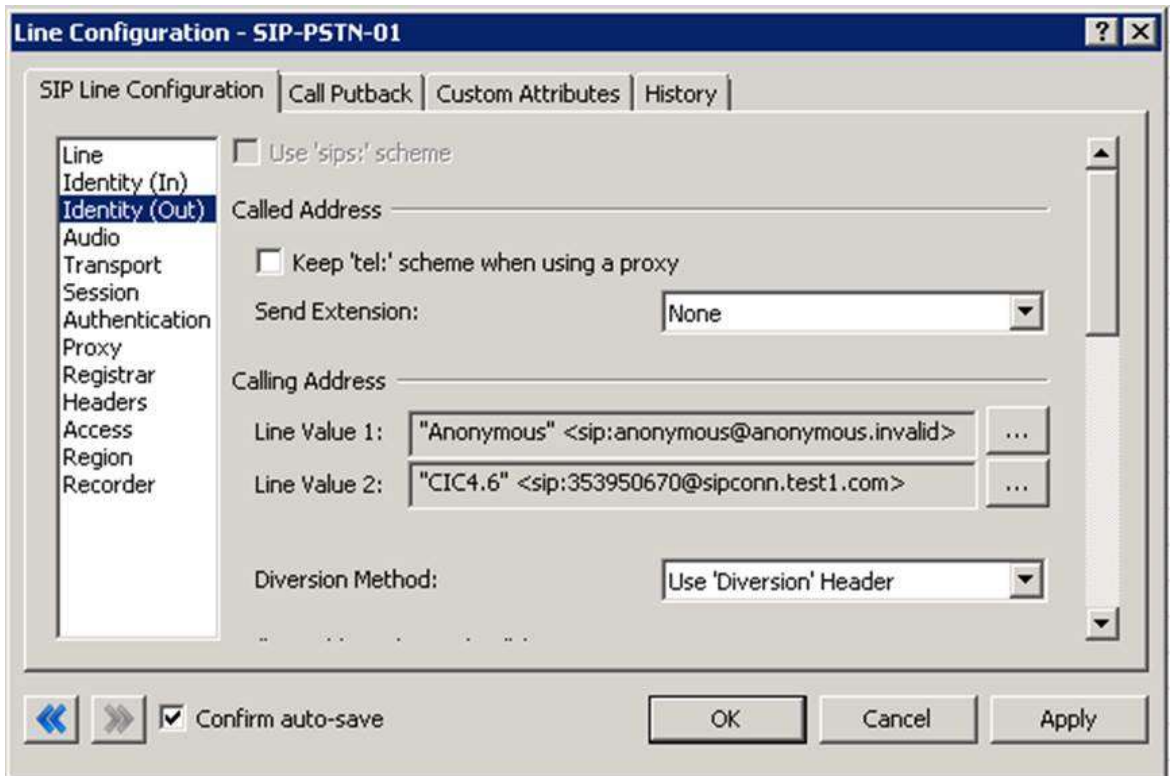 Line Configuration - SIP-PSTN-01
SIP Line Configuration
Call Putback
Custom Attributes
History
Line
Identity (In)
Identity (Out)
Audio
Transport
Session
Authentication
Proxy
Registrar
Headers
Access
Region
Recorder
Use 'sips:' scheme
Called Address
Keep 'tel:' scheme when using a proxy
Send Extension: None
Calling Address
Line Value 1: "Anonymous" <sip:anonymous@anonymous.invalid> ...
Line Value 2: "CIC4.6" <sip:353950670@sipconn.test1.com> ...
Diversion Method: Use 'Diversion' Header
Confirm auto-save
OK
Cancel
Apply